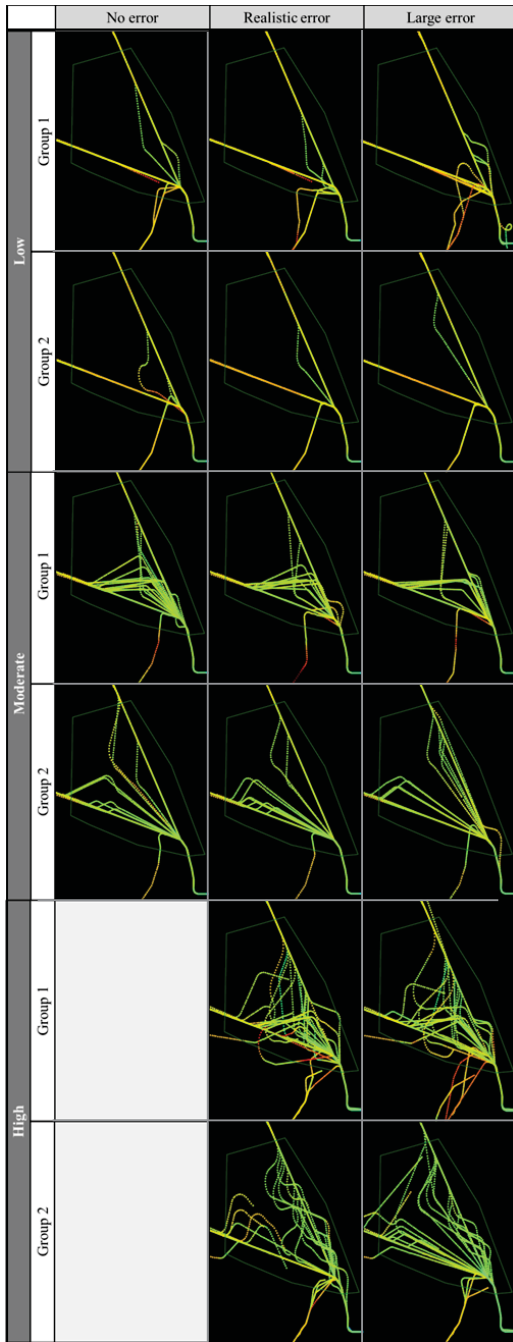 No error
Realistic error
Large error
Low
Group 1
Group 2
Moderate
Group 1
Group 2
High
Group 1
Group 2